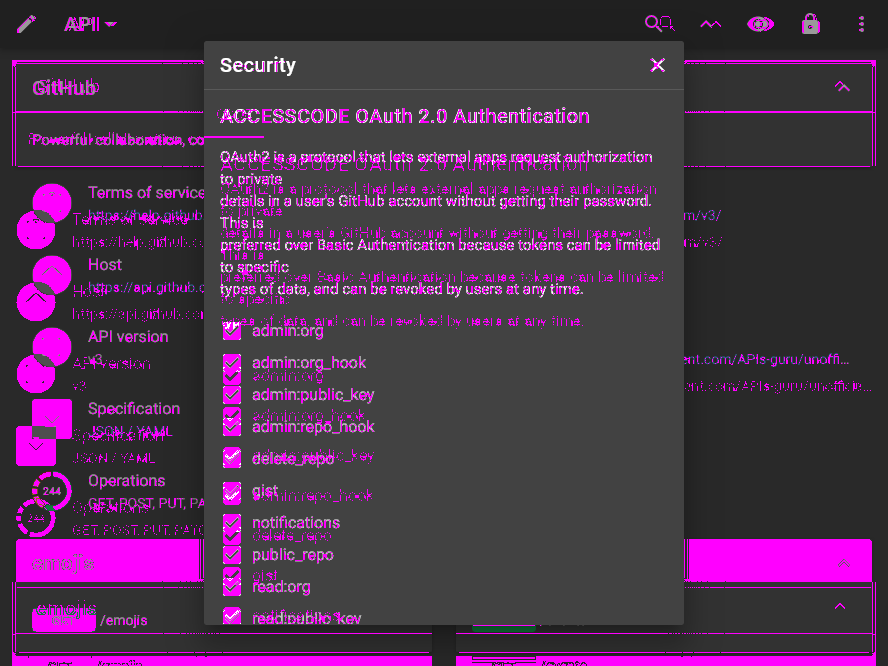 API
Security
GitHub
ACCESSCODE OAuth 2.0 Authentication
Powerful collaboration, co
OAuth2 is a protocol that lets external apps request authorization
to private
details in a user's GitHub account without getting their password.
This is
preferred over Basic Authentication because tokens can be limited
to specific
types of data, and can be revoked by users at any time.
Terms of service
https://help.github
m/v3/
Host
https://api.github.c
API version
v3
ent.com/APIs-guru/unoffi...
Specification
JSON / YAML
Operations
244
GET, POST, PUT, PA
admin:org
admin:org_hook
admin:public_key
admin:repo_hook
delete_repo
gist
notifications
public_repo
read:org
read:public_key
emojis
/emojis